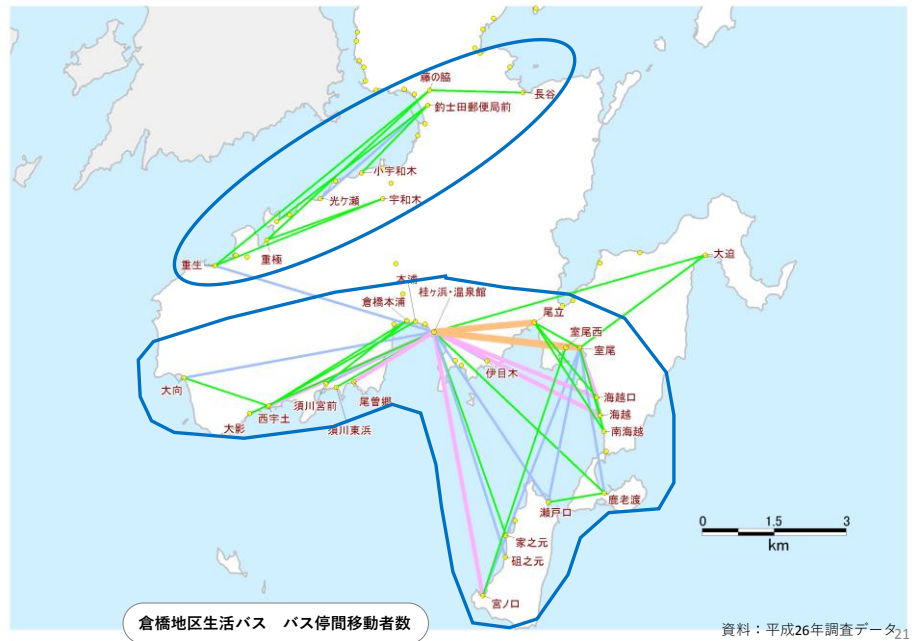 藤の脇
長谷
釣士田郵便局前
小宇和木
光ケ瀬
宇和木
重生
重極
大迫
本浦
桂ヶ浜・温泉館
倉橋本浦
尾立
室尾西
室尾
伊目木
大向
海越口
須川宮前
尾曽郷
西宇土
海越
大影
須川東浜
南海越
鹿老渡
瀬戸口
0 1.5 3
km
家之元
砠之元
宮ノ口
倉橋地区生活バス バス停間移動者数
資料:平成26年調査データ
21